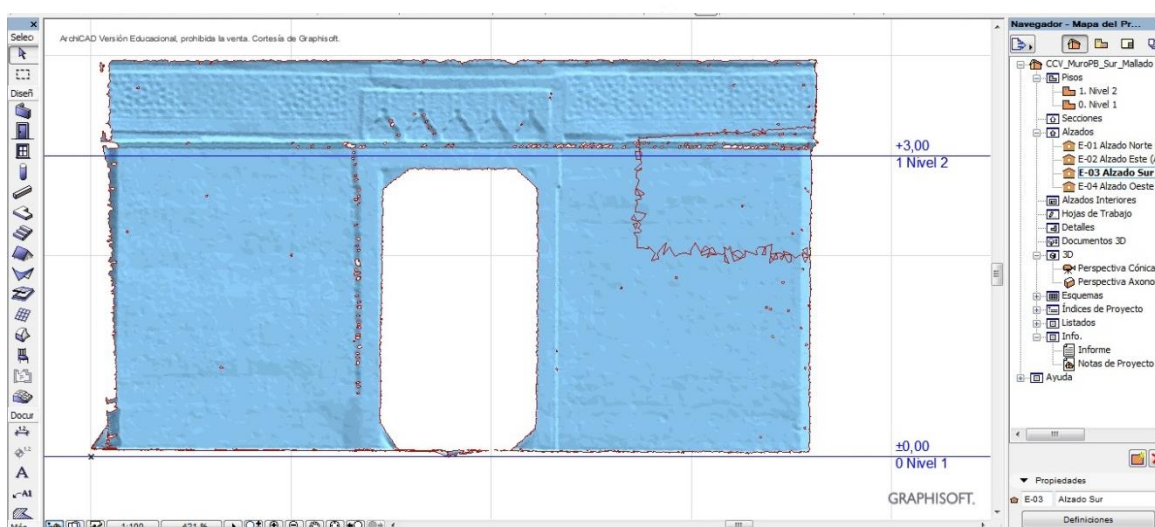 Navegador - Mapa del Pr...
Seleo
ArchiCAD Versión Educacional, prohibida la venta. Cortesía de Graphisoft.
CCV_MuroPB_Sur_Mallado
Pisos
1. Nivel 2
0. Nivel 1
Secciones
Alzados
E-01 Alzado Norte
E-02 Alzado Este (
E-03 Alzado Sur
E-04 Alzado Oeste
Alzados Interiores
Hojas de Trabajo
Detalles
Documentos 3D
3D
Perspectiva Cónica
Perspectiva Axono
Esquemas
Índices de Proyecto
Listados
Info.
Informe
Notas de Proyecto
Ayuda
Diseñ
+3,00
1 Nivel 2
Docur
±0,00
0 Nivel 1
A
A1
GRAPHISOFT.
Propiedades
E-03 Alzado Sur
Definiciones
1:100
421 %